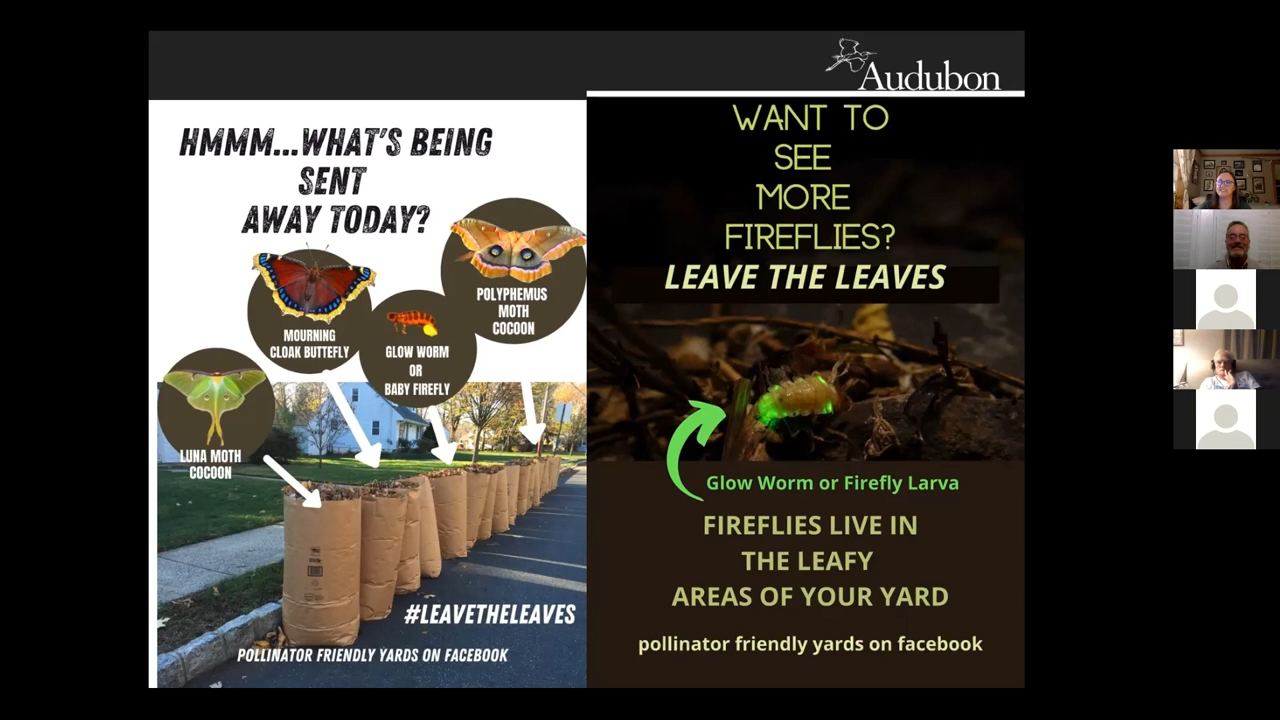 Audubon
HMMM...WHAT'S BEING
SENT
AWAY TODAY?
MOURNING
CLOAK BUTTEFLY
GLOW WORM
OR
BABY FIREFLY
POLYPHEMUS
MOTH
COCOON
LUNA MOTH
COCOON
#LEAVETHELEAVES
POLLINATOR FRIENDLY YARDS ON FACEBOOK
WANT TO
SEE
MORE
FIREFLIES?
LEAVE THE LEAVES
Glow Worm or Firefly Larva
FIREFLIES LIVE IN
THE LEAFY
AREAS OF YOUR YARD
pollinator friendly yards on facebook